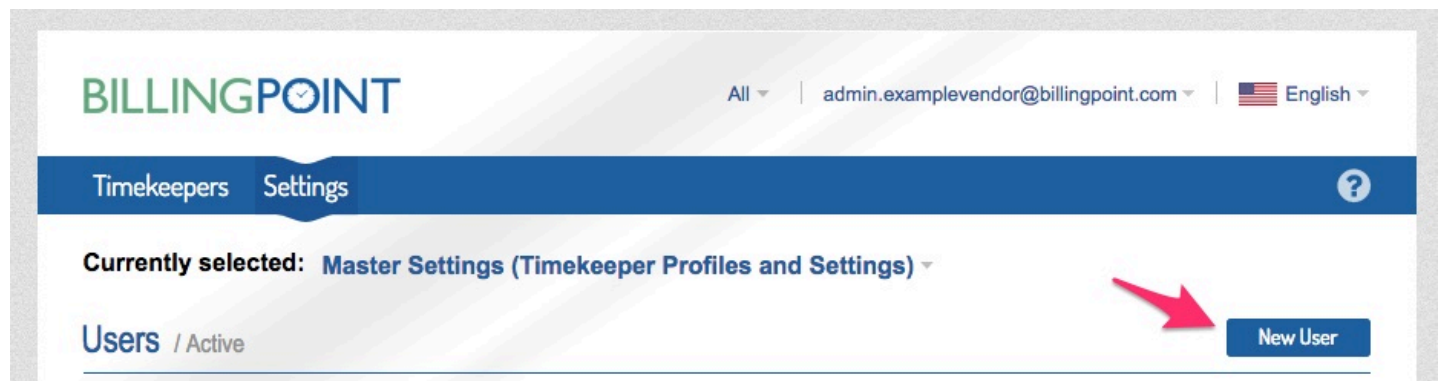 BILLINGPOINT
All admin.examplevendor@billingpoint.com English
Timekeepers Settings ?
Currently selected: Master Settings (Timekeeper Profiles and Settings)
Users / Active New User